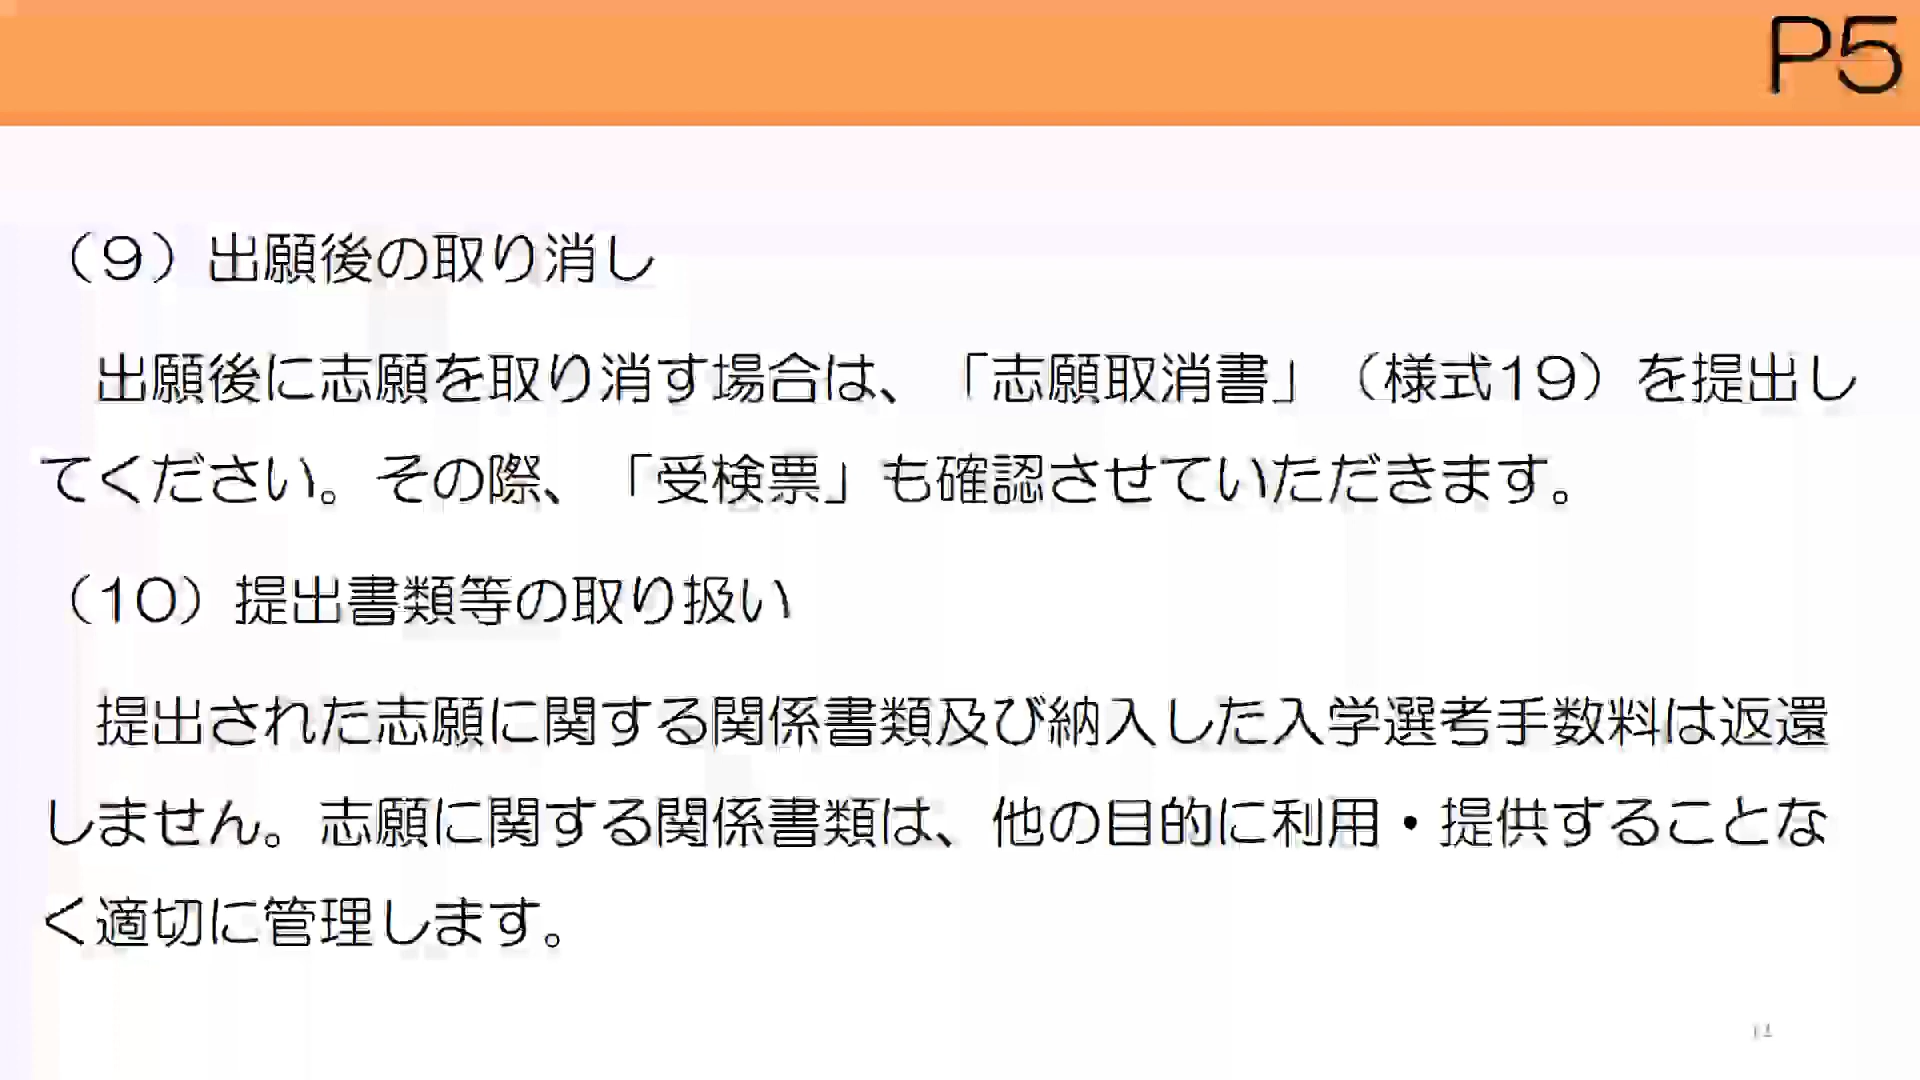 P5
（9）出願後の取り消し
出願後に志願を取り消す場合は、「志願取消書」（様式19）を提出し
てください。その際、「受検票」も確認させていただきます。
（10）提出書類等の取り扱い
提出された志願に関する関係書類及び納入した入学選考手数料は返還
しません。志願に関する関係書類は、他の目的に利用・提供することな
く適切に管理します。